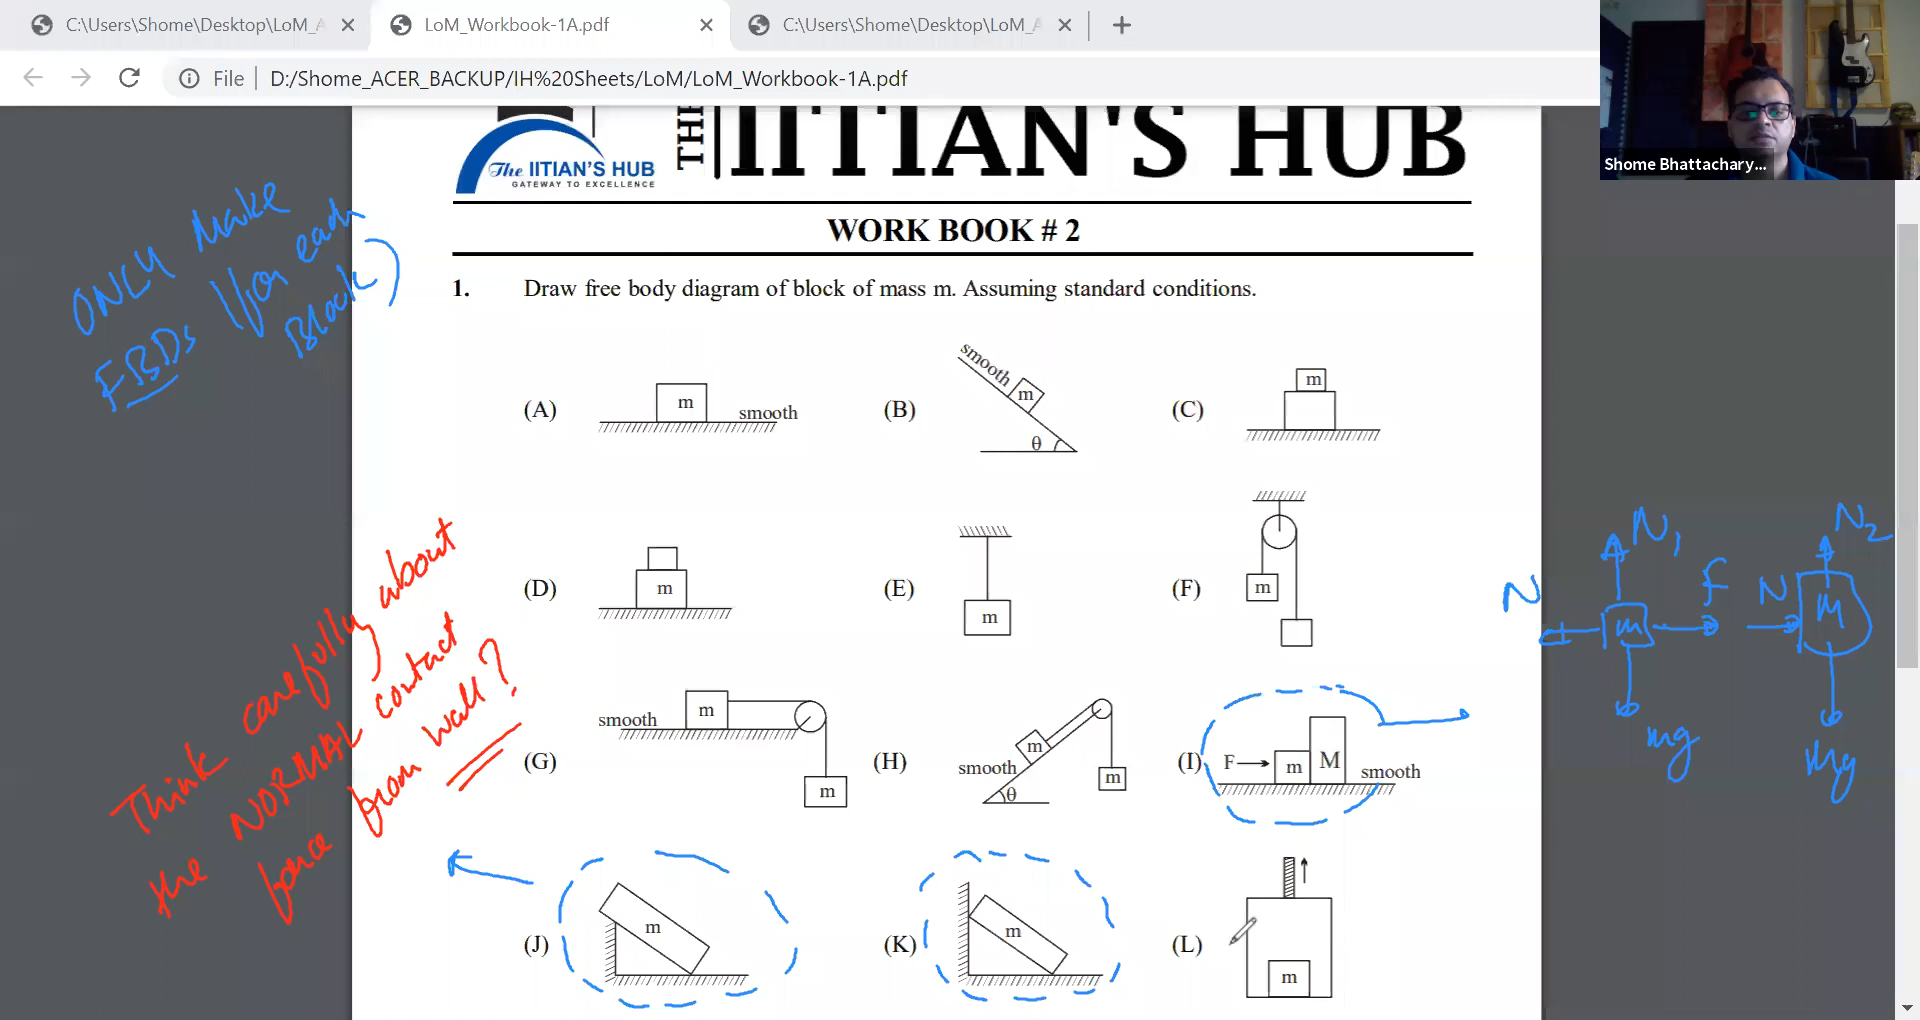 C:\Users\Shome\Desktop\LoM_A
LoM_Workbook-1A.pdf
C:\Users\Shome\Desktop\LoM_A
File
D:/Shome_ACER_BACKUP/IH%20Sheets/LoM/LoM_Workbook-1A.pdf
Shome Bhattachary...
The IITIAN'S HUB
GATEWAY TO EXCELLENCE
THE IITIAN'S HUB
WORK BOOK # 2
ONLY Make
FBDs (for each
Block)
1. Draw free body diagram of block of mass m. Assuming standard conditions.
(A) m smooth
(B) smooth m θ
(C) m
(D) m
(E) m
(F) m
(G) smooth m m
(H) smooth m θ m
(I) F m M smooth
(J) m
(K) m
(L) m
Think carefully about
the NORMAL contact
force from wall?
N N₁ m F mg
N N₂ M Mg